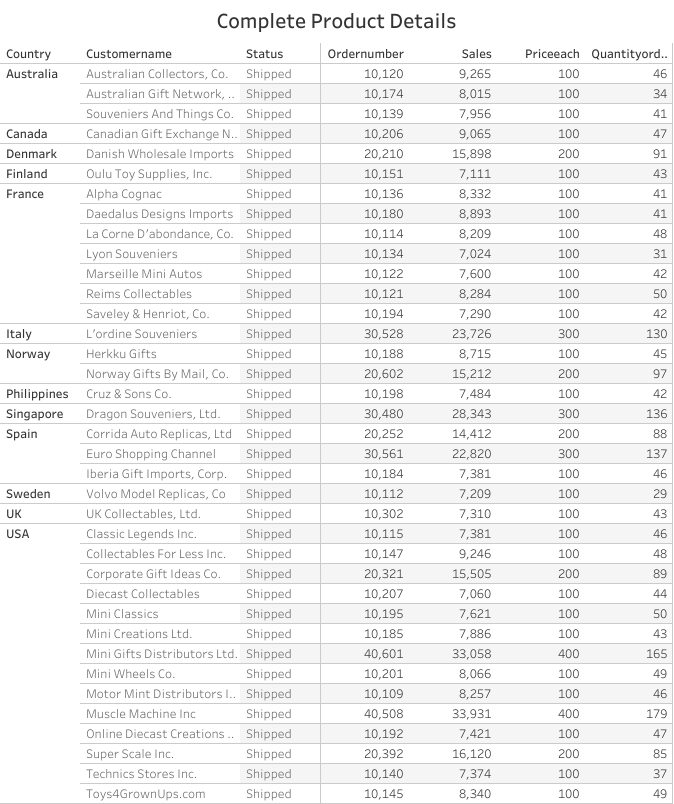 Complete Product Details
Country Customername Status Ordernumber Sales Priceeach Quantityord..
Australia Australian Collectors, Co. Shipped 10,120 9,265 100 46
Australian Gift Network, .. Shipped 10,174 8,015 100 34
Souveniers And Things Co. Shipped 10,139 7,956 100 41
Canada Canadian Gift Exchange N.. Shipped 10,206 9,065 100 47
Denmark Danish Wholesale Imports Shipped 20,210 15,898 200 91
Finland Oulu Toy Supplies, Inc. Shipped 10,151 7,111 100 43
France Alpha Cognac Shipped 10,136 8,332 100 41
Daedalus Designs Imports Shipped 10,180 8,893 100 41
La Corne D'abondance, Co. Shipped 10,114 8,209 100 48
Lyon Souveniers Shipped 10,134 7,024 100 31
Marseille Mini Autos Shipped 10,122 7,600 100 42
Reims Collectables Shipped 10,121 8,284 100 50
Saveley & Henriot, Co. Shipped 10,194 7,290 100 42
Italy L'ordine Souveniers Shipped 30,528 23,726 300 130
Norway Herkku Gifts Shipped 10,188 8,715 100 45
Norway Gifts By Mail, Co. Shipped 20,602 15,212 200 97
Philippines Cruz & Sons Co. Shipped 10,198 7,484 100 42
Singapore Dragon Souveniers, Ltd. Shipped 30,480 28,343 300 136
Spain Corrida Auto Replicas, Ltd Shipped 20,252 14,412 200 88
Euro Shopping Channel Shipped 30,561 22,820 300 137
Iberia Gift Imports, Corp. Shipped 10,184 7,381 100 46
Sweden Volvo Model Replicas, Co Shipped 10,112 7,209 100 29
UK UK Collectables, Ltd. Shipped 10,302 7,310 100 43
USA Classic Legends Inc. Shipped 10,115 7,381 100 46
Collectables For Less Inc. Shipped 10,147 9,246 100 48
Corporate Gift Ideas Co. Shipped 20,321 15,505 200 89
Diecast Collectables Shipped 10,207 7,060 100 44
Mini Classics Shipped 10,195 7,621 100 50
Mini Creations Ltd. Shipped 10,185 7,886 100 43
Mini Gifts Distributors Ltd. Shipped 40,601 33,058 400 165
Mini Wheels Co. Shipped 10,201 8,066 100 49
Motor Mint Distributors I.. Shipped 10,109 8,257 100 46
Muscle Machine Inc Shipped 40,508 33,931 400 179
Online Diecast Creations .. Shipped 10,192 7,421 100 47
Super Scale Inc. Shipped 20,392 16,120 200 85
Technics Stores Inc. Shipped 10,140 7,374 100 37
Toys4GrownUps.com Shipped 10,145 8,340 100 49